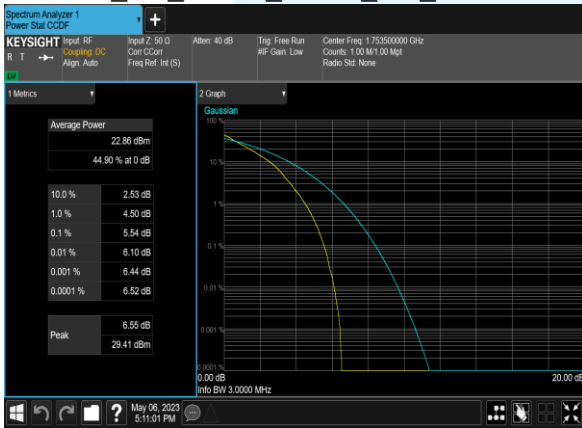 Spectrum Analyzer 1
Power Stat CCDF
KEYSIGHT
R T
Input: RF
Coupling: DC
Align: Auto
Input Z: 50 Ω
Corr CCorr
Freq Ref: Int (S)
Atten: 40 dB
Trig: Free Run
#IF Gain: Low
Center Freq: 1.753500000 GHz
Counts: 1.00 M/1.00 Mpt
Radio Std: None
1 Metrics
Average Power
22.86 dBm
44.90 % at 0 dB
10.0 % 2.53 dB
1.0 % 4.50 dB
0.1 % 5.54 dB
0.01 % 6.10 dB
0.001 % 6.44 dB
0.0001 % 6.52 dB
Peak
6.55 dB
29.41 dBm
2 Graph
Gaussian
100 %
10 %
1 %
0.1 %
0.01 %
0.001 %
0.0001 %
0.00 dB
20.00 dB
Info BW 3.0000 MHz
?
May 06, 2023
5:11:01 PM